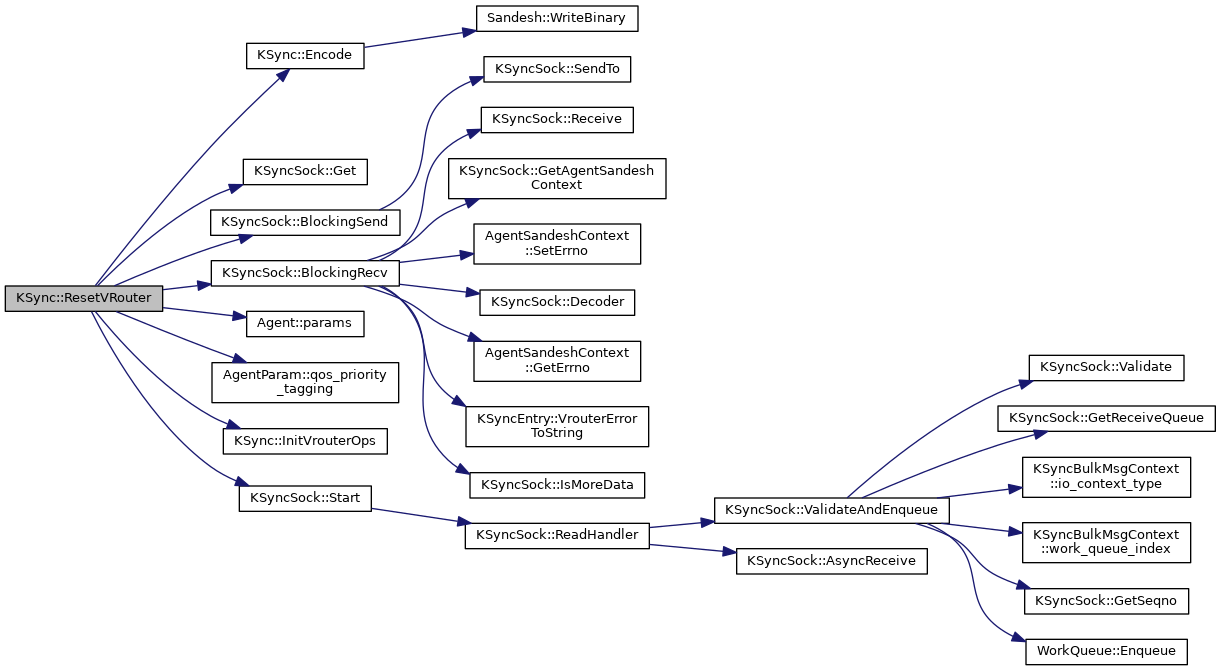 Sandesh::WriteBinary
KSync::Encode
KSyncSock::SendTo
KSyncSock::Receive
KSyncSock::Get
KSyncSock::GetAgentSandesh
Context
KSyncSock::BlockingSend
AgentSandeshContext
::SetErrno
KSyncSock::BlockingRecv
KSync::ResetVRouter
KSyncSock::Decoder
Agent::params
AgentSandeshContext
::GetErrno
KSyncSock::Validate
AgentParam::qos_priority
_tagging
KSyncSock::GetReceiveQueue
KSyncEntry::VrouterError
ToString
KSync::InitVrouterOps
KSyncBulkMsgContext
::io_context_type
KSyncSock::IsMoreData
KSyncSock::Start
KSyncSock::ValidateAndEnqueue
KSyncSock::ReadHandler
KSyncBulkMsgContext
::work_queue_index
KSyncSock::AsyncReceive
KSyncSock::GetSeqno
WorkQueue::Enqueue